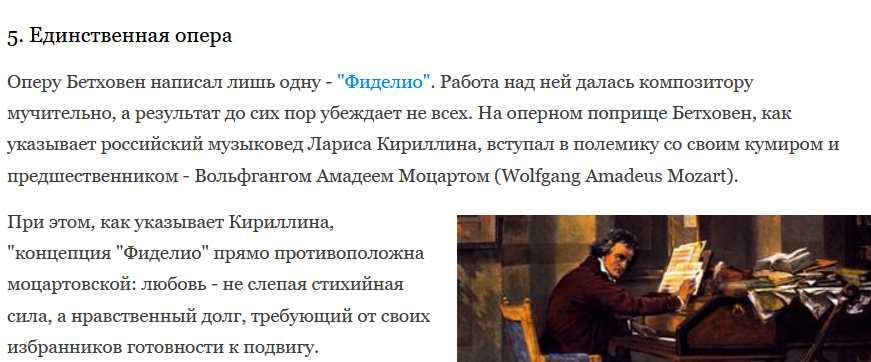 5. Единственная опера
Оперу Бетховен написал лишь одну - "Фиделио". Работа над ней далась композитору
мучительно, а результат до сих пор убеждает не всех. На оперном поприще Бетховен, как
указывает российский музыковед Лариса Кириллина, вступал в полемику со своим кумиром и
предшественником - Вольфгангом Амадеем Моцартом (Wolfgang Amadeus Mozart).
При этом, как указывает Кириллина,
"концепция "Фиделио" прямо противоположна
моцартовской: любовь - не слепая стихийная
сила, а нравственный долг, требующий от своих
избранников готовности к подвигу.